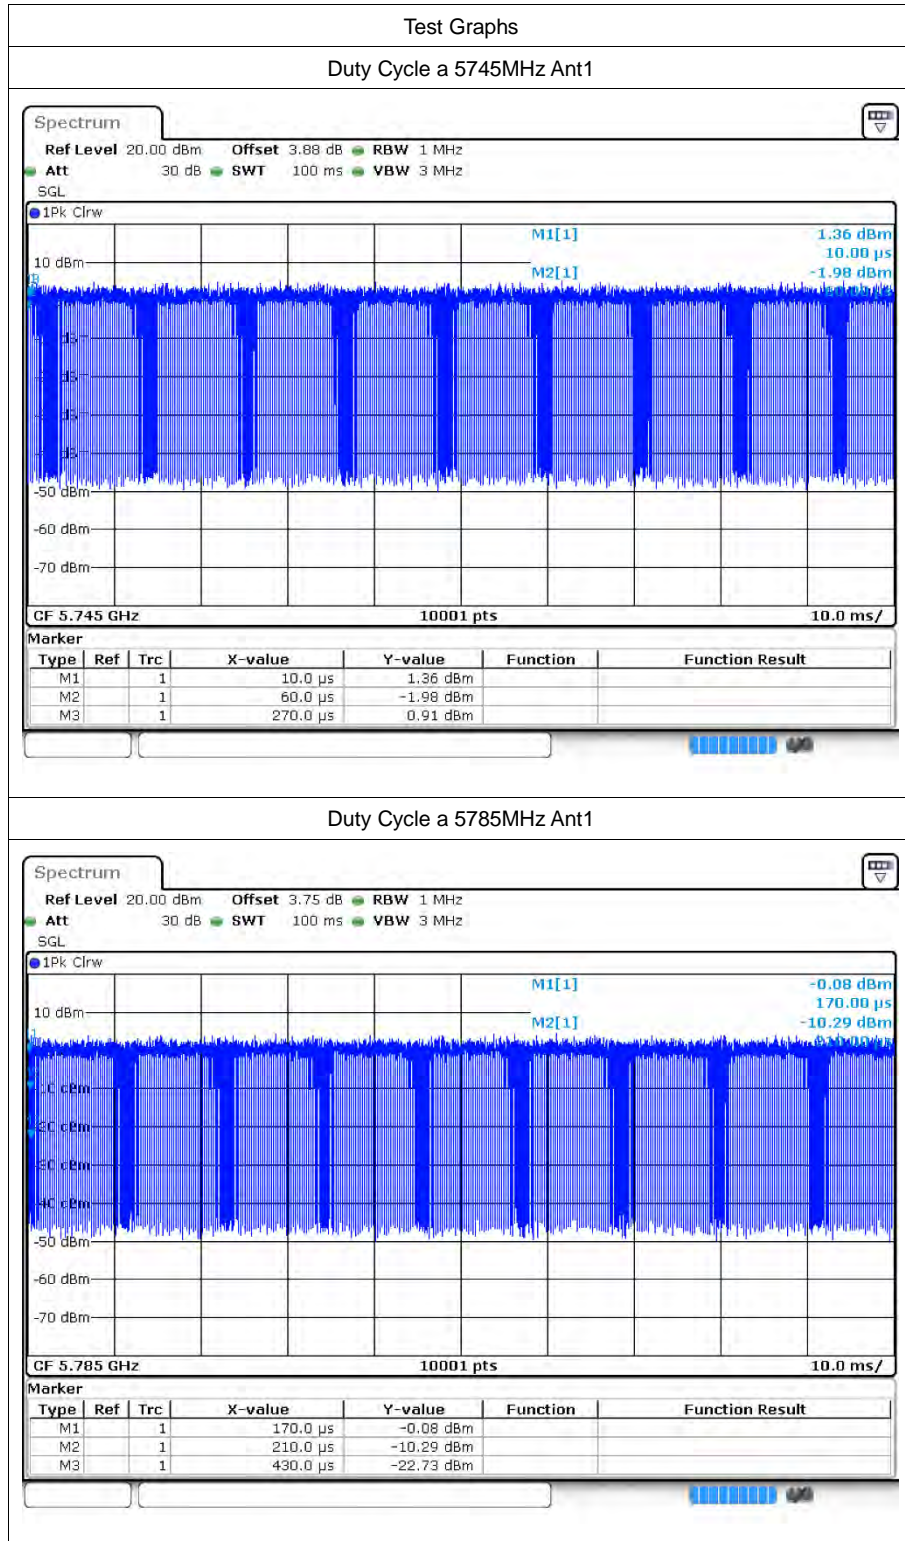 Test Graphs
Duty Cycle a 5745MHz Ant1
Spectrum
Ref Level 20.00 dBm Offset 3.88 dB RBW 1 MHz
Att 30 dB SWT 100 ms VBW 3 MHz
SGL
1Pk Clrw
M1[1] 1.36 dBm
10.00 µs
10 dBm
M2[1] -1.98 dBm
-50 dBm
-60 dBm
-70 dBm
CF 5.745 GHz 10001 pts 10.0 ms/
Marker
Type Ref Trc X-value Y-value Function Function Result
M1 1 10.0 µs 1.36 dBm
M2 1 60.0 µs -1.98 dBm
M3 1 270.0 µs 0.91 dBm
Duty Cycle a 5785MHz Ant1
Spectrum
Ref Level 20.00 dBm Offset 3.75 dB RBW 1 MHz
Att 30 dB SWT 100 ms VBW 3 MHz
SGL
1Pk Clrw
M1[1] -0.08 dBm
170.00 µs
10 dBm
M2[1] -10.29 dBm
-50 dBm
-60 dBm
-70 dBm
CF 5.785 GHz 10001 pts 10.0 ms/
Marker
Type Ref Trc X-value Y-value Function Function Result
M1 1 170.0 µs -0.08 dBm
M2 1 210.0 µs -10.29 dBm
M3 1 430.0 µs -22.73 dBm